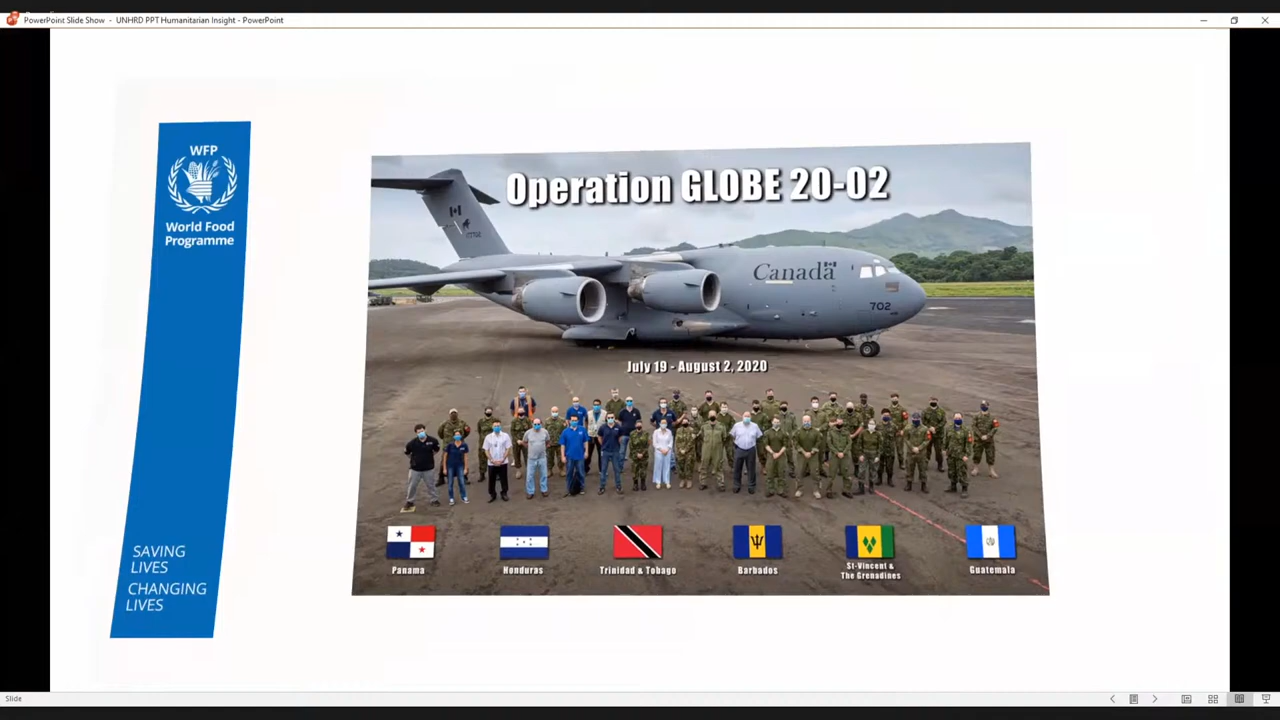 PowerPoint Slide Show - UNHRD PPT Humanitarian Insight - PowerPoint
WFP
World Food
Programme
SAVING
LIVES
CHANGING
LIVES
Operation GLOBE 20-02
Canada
702
July 19 - August 2, 2020
Panama
Honduras
Trinidad & Tobago
Barbados
St-Vincent &
The Grenadines
Guatemala
Slide